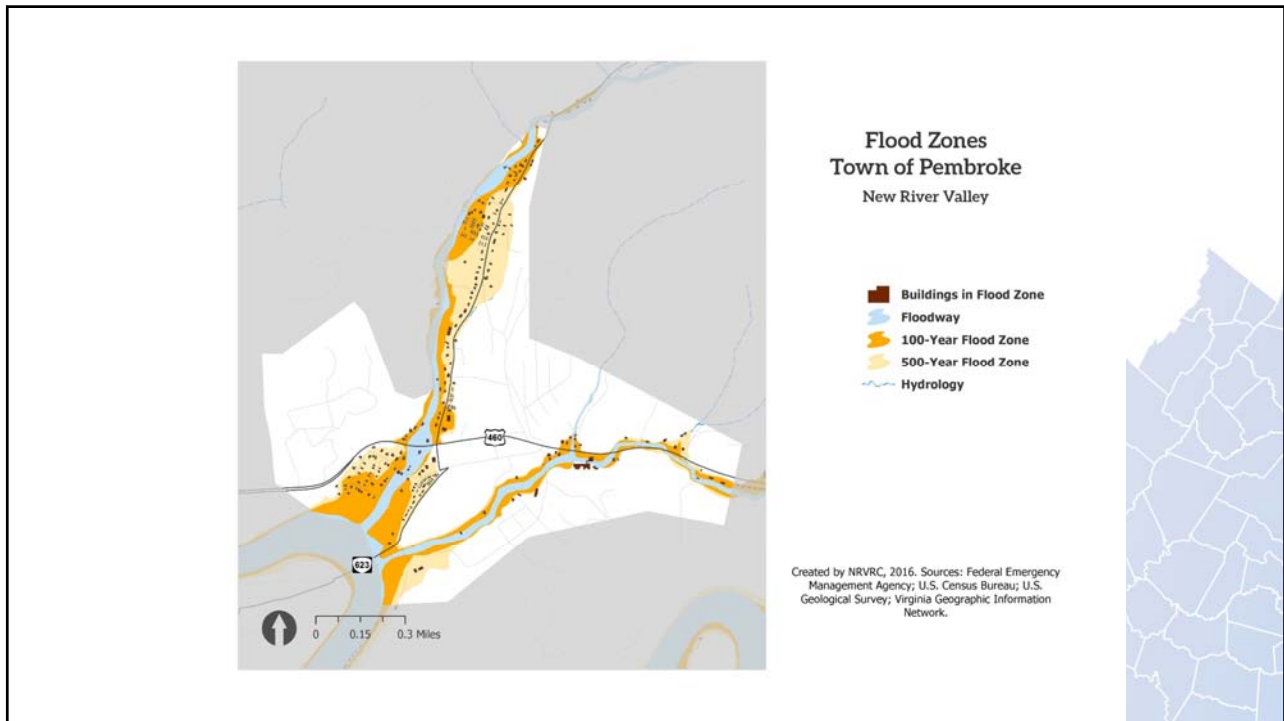 Flood Zones
Town of Pembroke
New River Valley
Buildings in Flood Zone
Floodway
100-Year Flood Zone
500-Year Flood Zone
Hydrology
460
623
0 0.15 0.3 Miles
Created by NRVRC, 2016. Sources: Federal Emergency
Management Agency; U.S. Census Bureau; U.S.
Geological Survey; Virginia Geographic Information
Network.